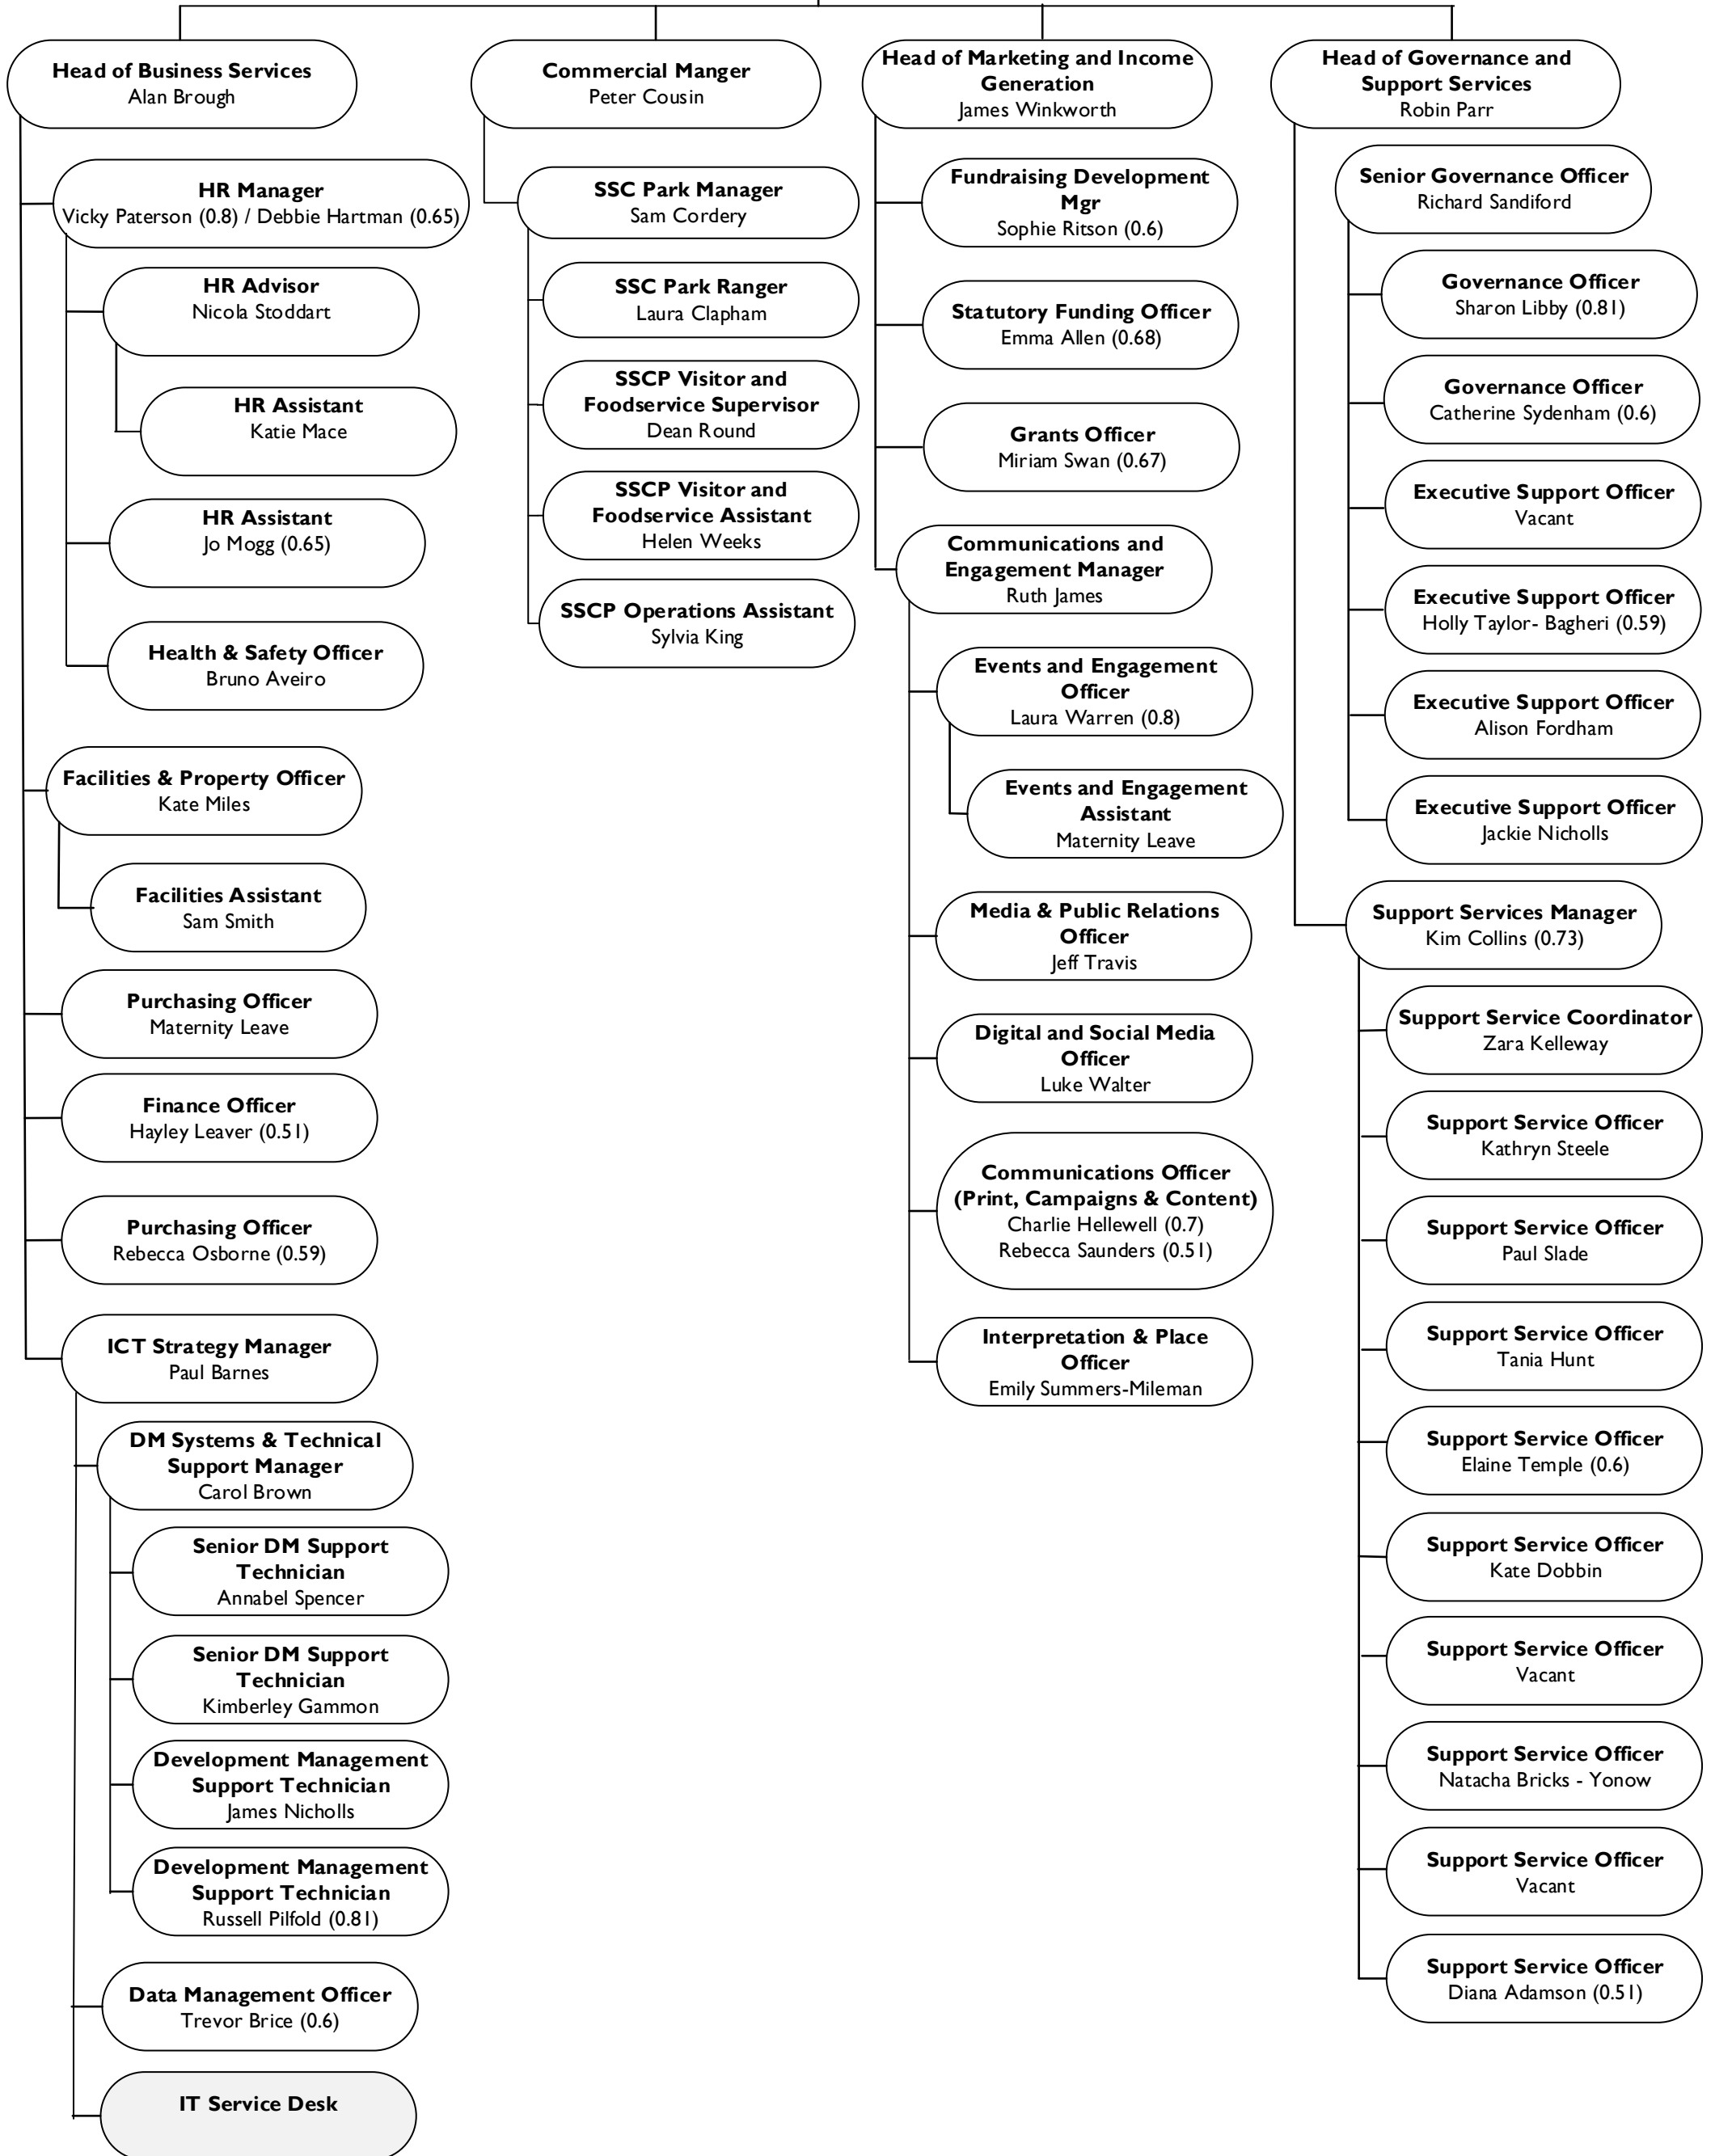 Head of Business Services
Alan Brough
HR Manager
Vicky Paterson (0.8) / Debbie Hartman (0.65)
HR Advisor
Nicola Stoddart
HR Assistant
Katie Mace
HR Assistant
Jo Mogg (0.65)
Health & Safety Officer
Bruno Aveiro
Facilities & Property Officer
Kate Miles
Facilities Assistant
Sam Smith
Purchasing Officer
Maternity Leave
Finance Officer
Hayley Leaver (0.51)
Purchasing Officer
Rebecca Osborne (0.59)
ICT Strategy Manager
Paul Barnes
DM Systems & Technical
Support Manager
Carol Brown
Senior DM Support
Technician
Annabel Spencer
Senior DM Support
Technician
Kimberley Gammon
Development Management
Support Technician
James Nicholls
Development Management
Support Technician
Russell Pilfold (0.81)
Data Management Officer
Trevor Brice (0.6)
IT Service Desk
Commercial Manger
Peter Cousin
SSC Park Manager
Sam Cordery
SSC Park Ranger
Laura Clapham
SSCP Visitor and
Foodservice Supervisor
Dean Round
SSCP Visitor and
Foodservice Assistant
Helen Weeks
SSCP Operations Assistant
Sylvia King
Head of Marketing and Income
Generation
James Winkworth
Fundraising Development
Mgr
Sophie Ritson (0.6)
Statutory Funding Officer
Emma Allen (0.68)
Grants Officer
Miriam Swan (0.67)
Communications and
Engagement Manager
Ruth James
Events and Engagement
Officer
Laura Warren (0.8)
Events and Engagement
Assistant
Maternity Leave
Media & Public Relations
Officer
Jeff Travis
Digital and Social Media
Officer
Luke Walter
Communications Officer
(Print, Campaigns & Content)
Charlie Hellewell (0.7)
Rebecca Saunders (0.51)
Interpretation & Place
Officer
Emily Summers-Mileman
Head of Governance and
Support Services
Robin Parr
Senior Governance Officer
Richard Sandiford
Governance Officer
Sharon Libby (0.81)
Governance Officer
Catherine Sydenham (0.6)
Executive Support Officer
Vacant
Executive Support Officer
Holly Taylor- Bagheri (0.59)
Executive Support Officer
Alison Fordham
Executive Support Officer
Jackie Nicholls
Support Services Manager
Kim Collins (0.73)
Support Service Coordinator
Zara Kelleway
Support Service Officer
Kathryn Steele
Support Service Officer
Paul Slade
Support Service Officer
Tania Hunt
Support Service Officer
Elaine Temple (0.6)
Support Service Officer
Kate Dobbin
Support Service Officer
Vacant
Support Service Officer
Natacha Bricks - Yonow
Support Service Officer
Vacant
Support Service Officer
Diana Adamson (0.51)